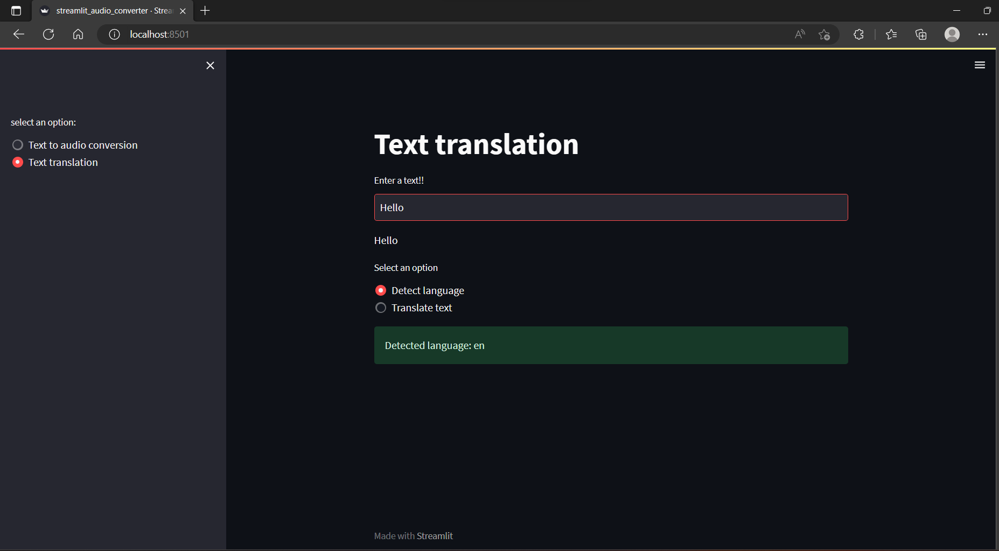 streamlit_audio_converter · Strea
localhost:8501
select an option:
Text to audio conversion
Text translation
Text translation
Enter a text!!
Hello
Hello
Select an option
Detect language
Translate text
Detected language: en
Made with Streamlit